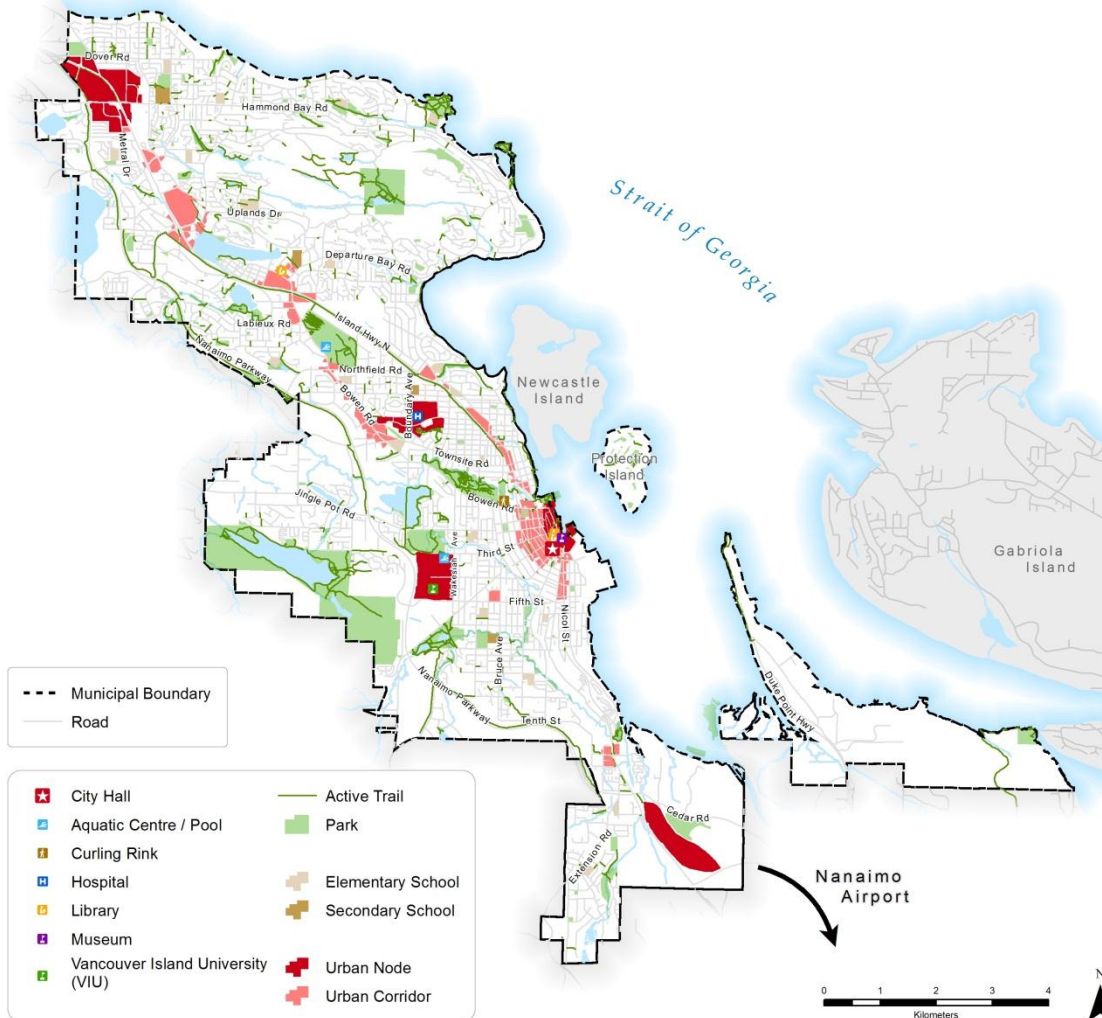 Dover Rd
Hammond Bay Rd
Metral Dr
Uplands Dr
Departure Bay Rd
Strait of Georgia
Labieux Rd
Island Hwy N
Nanaimo Parkway
Northfield Rd
Boundary Ave
Bowen Rd
Newcastle
Island
Townsite Rd
Protection
Island
Jingle Pot Rd
Bowen Rd
Third St
Wakesiah Ave
Fifth St
Nicol St
Gabriola
Island
Bruce Ave
Nanaimo Parkway
Tenth St
Duke Point Hwy
Cedar Rd
Extension Rd
Nanaimo
Airport
Municipal Boundary
Road
City Hall
Aquatic Centre / Pool
Curling Rink
Hospital
Library
Museum
Vancouver Island University
(VIU)
Active Trail
Park
Elementary School
Secondary School
Urban Node
Urban Corridor
0 1 2 3 4
Kilometers
N
H
H